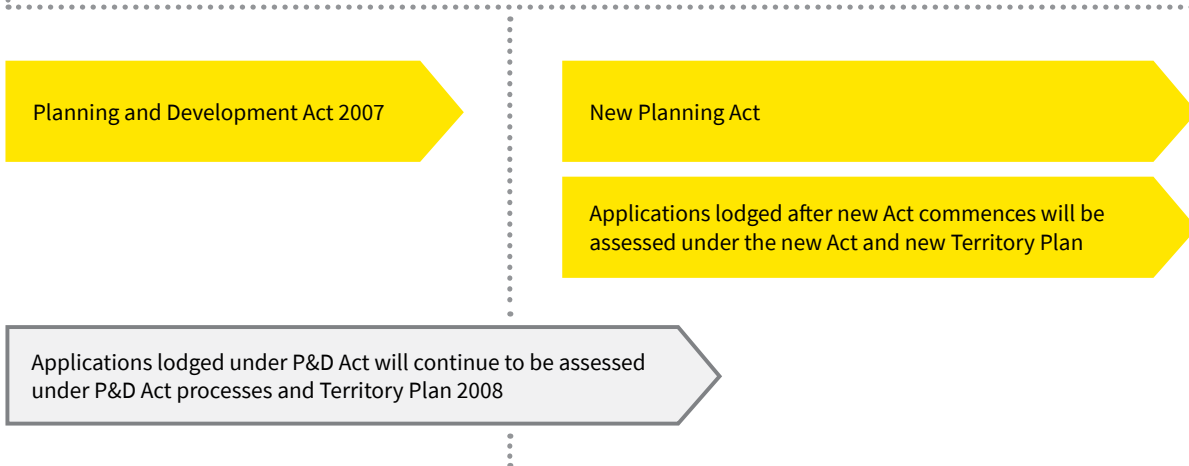 Planning and Development Act 2007
New Planning Act
Applications lodged after new Act commences will be
assessed under the new Act and new Territory Plan
Applications lodged under P&D Act will continue to be assessed
under P&D Act processes and Territory Plan 2008